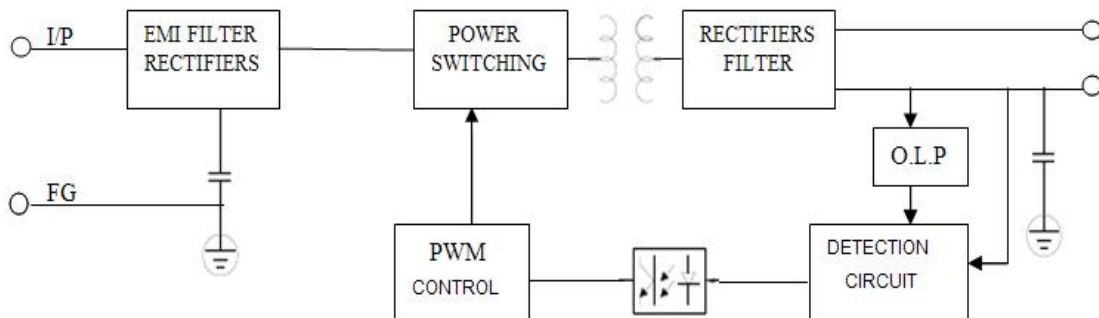 I/P
EMI FILTER
RECTIFIERS
POWER
SWITCHING
RECTIFIERS
FILTER
O.L.P
FG
PWM
CONTROL
DETECTION
CIRCUIT